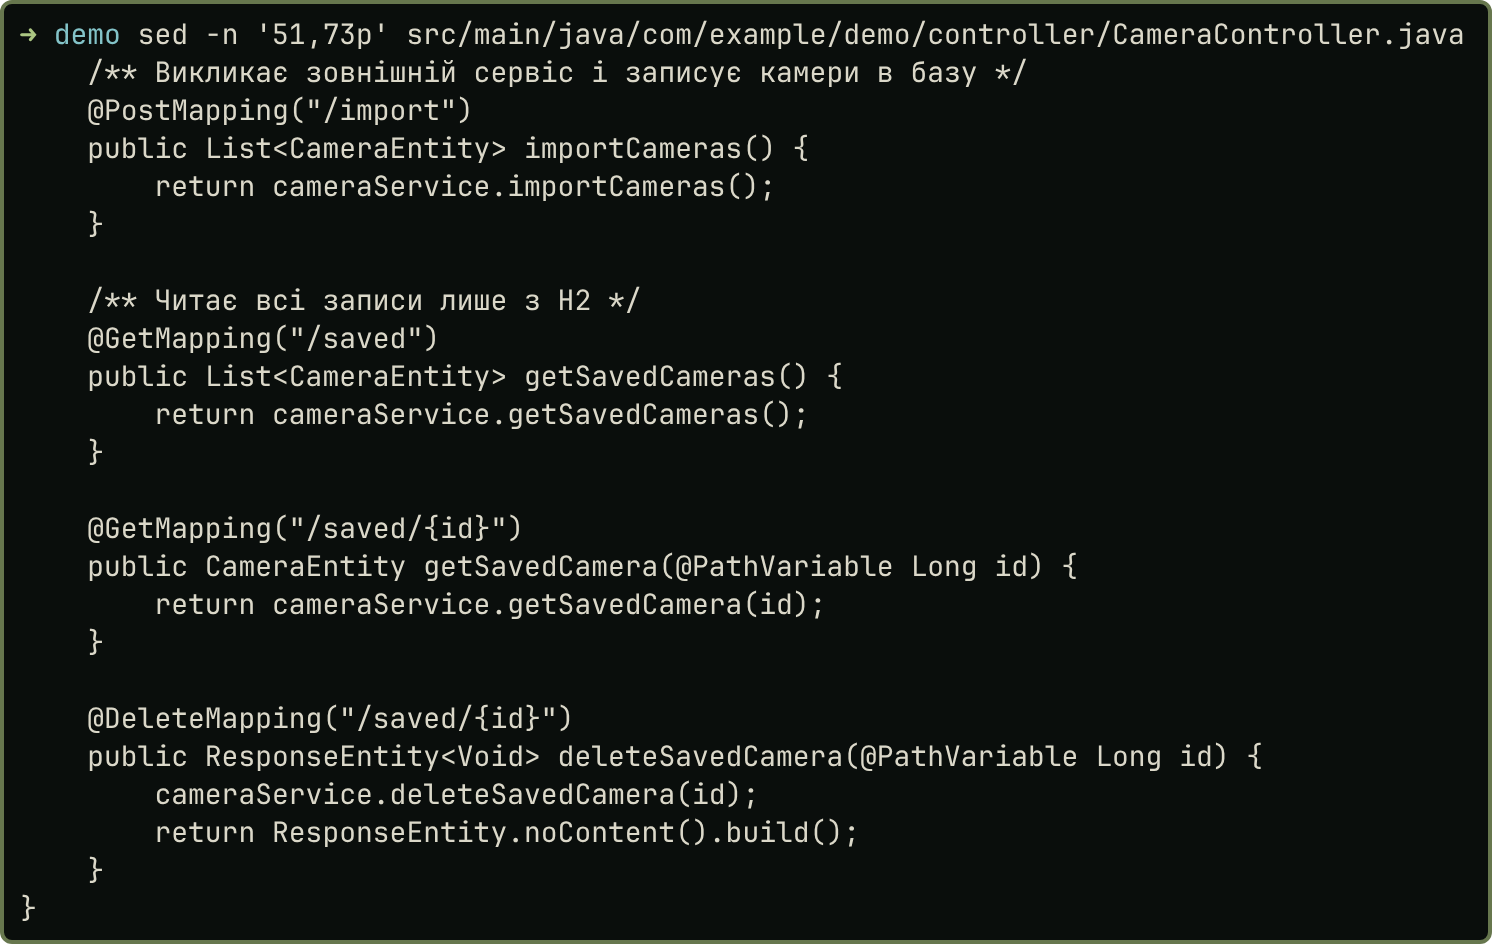 → demo sed -n '51,73p' src/main/java/com/example/demo/controller/CameraController.java
    /** Викликає зовнішній сервіс і записує камери в базу */
    @PostMapping("/import")
    public List<CameraEntity> importCameras() {
        return cameraService.importCameras();
    }

    /** Читає всі записи лише з H2 */
    @GetMapping("/saved")
    public List<CameraEntity> getSavedCameras() {
        return cameraService.getSavedCameras();
    }

    @GetMapping("/saved/{id}")
    public CameraEntity getSavedCamera(@PathVariable Long id) {
        return cameraService.getSavedCamera(id);
    }

    @DeleteMapping("/saved/{id}")
    public ResponseEntity<Void> deleteSavedCamera(@PathVariable Long id) {
        cameraService.deleteSavedCamera(id);
        return ResponseEntity.noContent().build();
    }
}